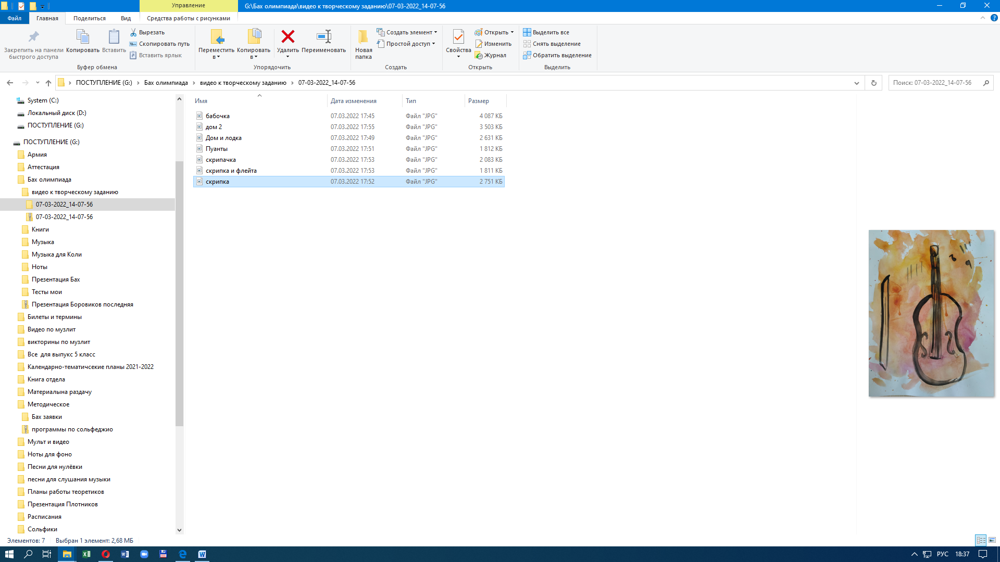 Управление
G:\Бах олимпиада\видео к творческому заданию\07-03-2022_14-07-56
Файл
Главная
Поделиться
Вид
Средства работы с рисунками
Закрепить на панели быстрого доступа
Копировать
Вставить
Вырезать
Скопировать путь
Вставить ярлык
Буфер обмена
Переместить в
Копировать в
Удалить
Переименовать
Упорядочить
Новая папка
Создать элемент
Простой доступ
Создать
Свойства
Открыть
Изменить
Журнал
Открыть
Выделить все
Снять выделение
Обратить выделение
Выделить
ПОСТУПЛЕНИЕ (G:) > Бах олимпиада > видео к творческому заданию > 07-03-2022_14-07-56
Поиск: 07-03-2022_14-07-56
System (C:)
Локальный диск (D:)
ПОСТУПЛЕНИЕ (G:)
ПОСТУПЛЕНИЕ (G:)
Армия
Аттестация
Бах олимпиада
видео к творческому заданию
07-03-2022_14-07-56
07-03-2022_14-07-56
Книги
Музыка
Музыка для Коли
Ноты
Презентация Бах
Тесты мои
Презентация Боровиков последняя
Билеты и термины
Видео по музлит
викторины по музлит
Все  для выпукс 5 класс
Календарно-тематичсекие планы 2021-2022
Книга отдела
Материальна раздачу
Методическое
Бах заявки
программы по сольфеджио
Мульт и видео
Ноты для фоно
Песни для нулёвки
песни для слушания музыки
Планы работы теоретиков
Презентация Плотников
Расписания
Сольфики
Имя Дата изменения Тип Размер
бабочка 07.03.2022 17:45 Файл "JPG" 4 087 КБ
дом 2 07.03.2022 17:55 Файл "JPG" 3 503 КБ
Дом и лодка 07.03.2022 17:49 Файл "JPG" 2 631 КБ
Пуанты 07.03.2022 17:51 Файл "JPG" 1 812 КБ
скрипачка 07.03.2022 17:53 Файл "JPG" 2 083 КБ
скрипка и флейта 07.03.2022 17:53 Файл "JPG" 1 811 КБ
скрипка 07.03.2022 17:52 Файл "JPG" 2 751 КБ
Элементов: 7 Выбран 1 элемент: 2,68 МБ
РУС 18:37